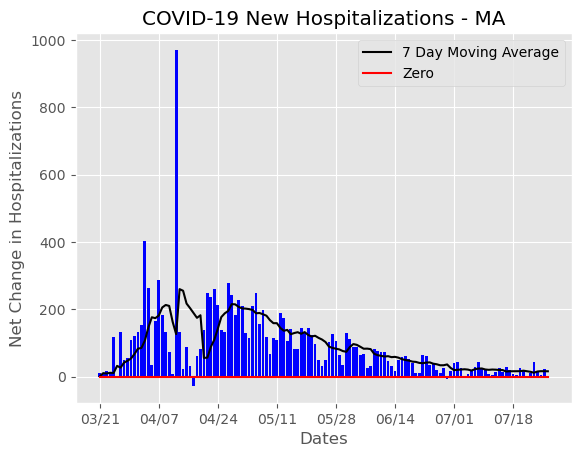 COVID-19 New Hospitalizations - MA
7 Day Moving Average
Zero
Net Change in Hospitalizations
1000
800
600
400
200
0
03/21 04/07 04/24 05/11 05/28 06/14 07/01 07/18
Dates